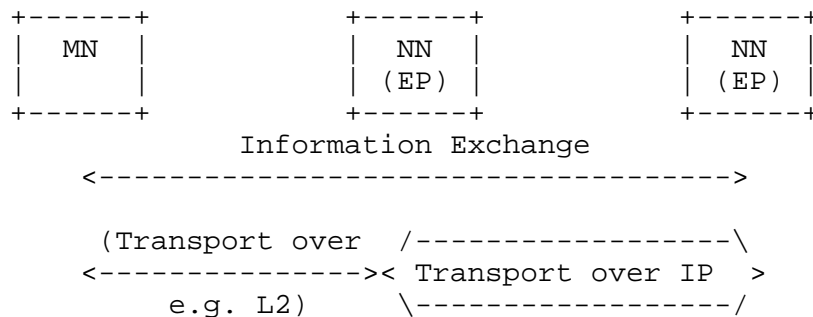 +------+ +------+ +------+
| MN | | NN | | NN |
| | | (EP) | | (EP) |
+------+ +------+ +------+
Information Exchange
<------------------------------------>
(Transport over /------------------\
<---------------->< Transport over IP >
e.g. L2) \------------------/